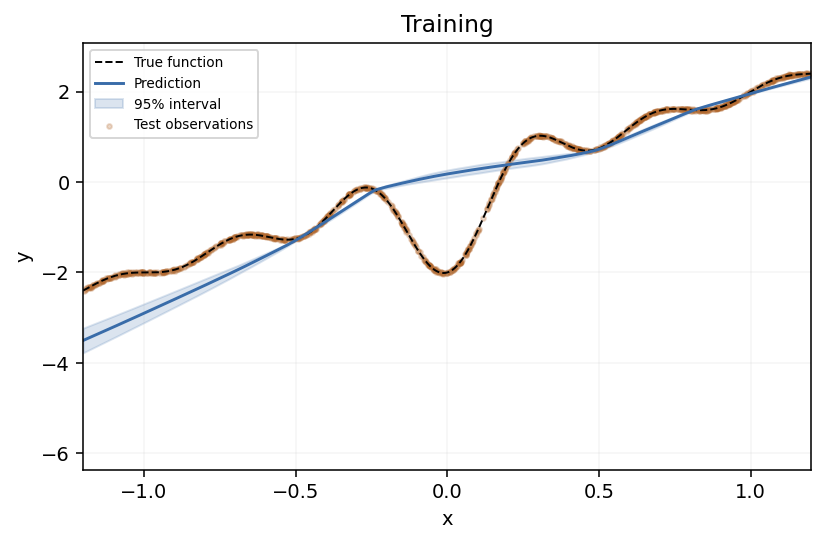 Training
True function
Prediction
95% interval
Test observations
2
0
−2
−4
−6
y
−1.0
−0.5
0.0
0.5
1.0
x